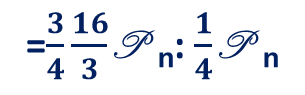 = 3/4 16/3 𝒫n: 1/4 𝒫n